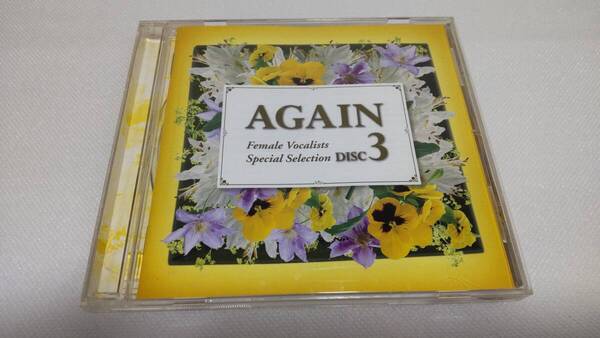 AGAIN
Female Vocalists
Special Selection DISC 3